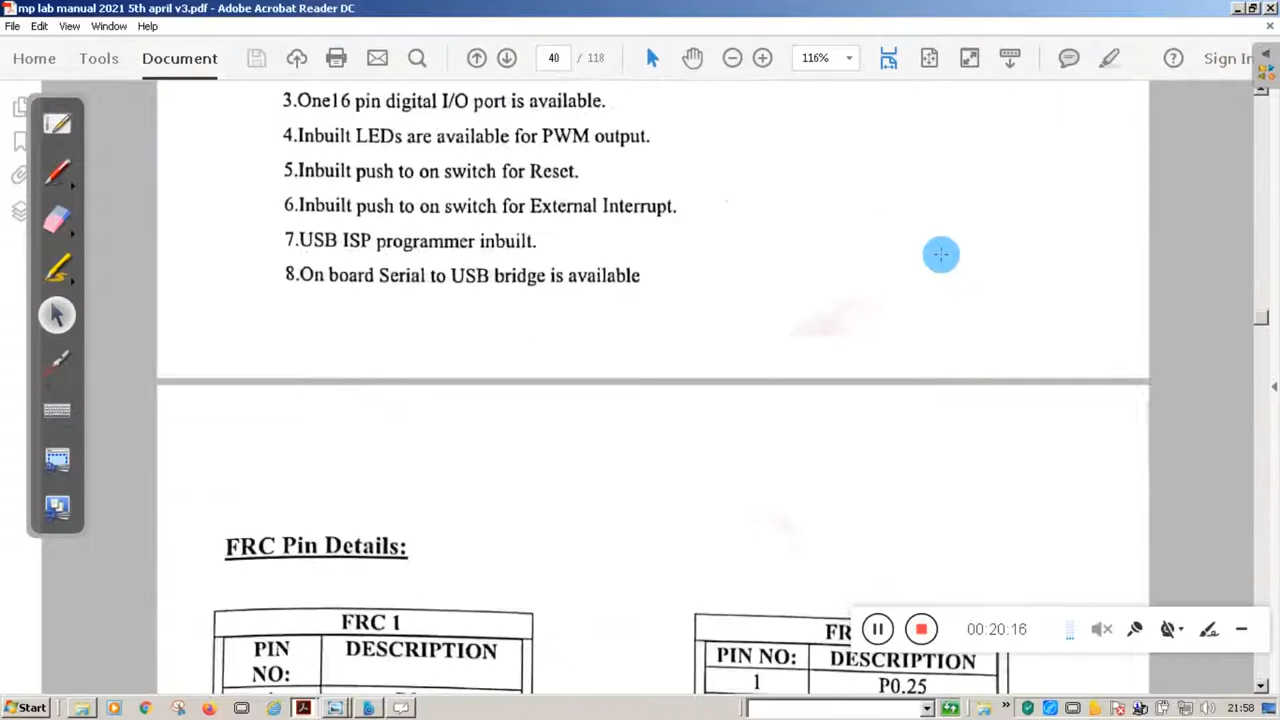 mp lab manual 2021 5th april v3.pdf - Adobe Acrobat Reader DC
File Edit View Window Help
Home Tools Document 40 / 118 116% Sign In
3.One16 pin digital I/O port is available.
4.Inbuilt LEDs are available for PWM output.
5.Inbuilt push to on switch for Reset.
6.Inbuilt push to on switch for External Interrupt.
7.USB ISP programmer inbuilt.
8.On board Serial to USB bridge is available
FRC Pin Details:
FRC 1
PIN NO: DESCRIPTION
FR
PIN NO: DESCRIPTION
1 P0.25
00:20:16
Start 21:58